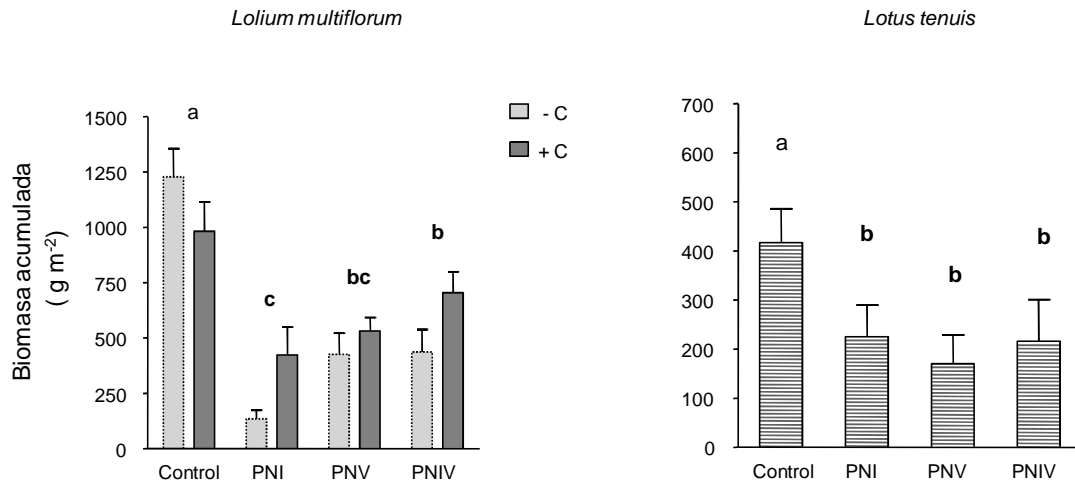 Lolium multiflorum
Lotus tenuis
- C
+ C
Biomasa acumulada
( g m-2)
1500
1250
1000
750
500
250
0
a
c
bc
b
Control PNI PNV PNIV
700
600
500
400
300
200
100
0
a
b
b
b
Control PNI PNV PNIV